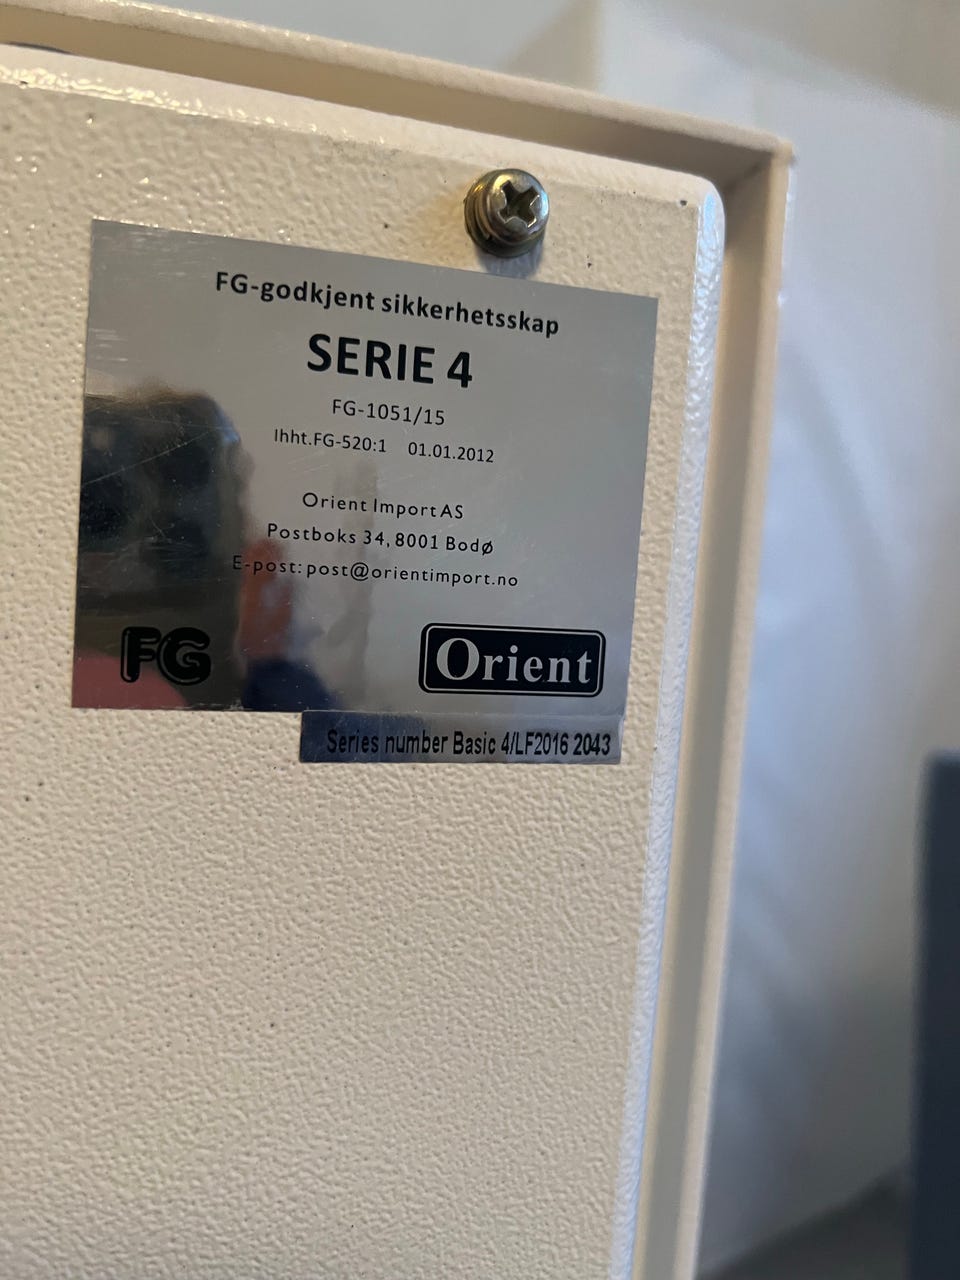 FG-godkjent sikkerhetsskap
SERIE 4
FG-1051/15
Ihht.FG-520:1 01.01.2012
Orient Import AS
Postboks 34, 8001 Bodø
E-post: post@orientimport.no
FG
Orient
Series number Basic 4/LF2016 2043